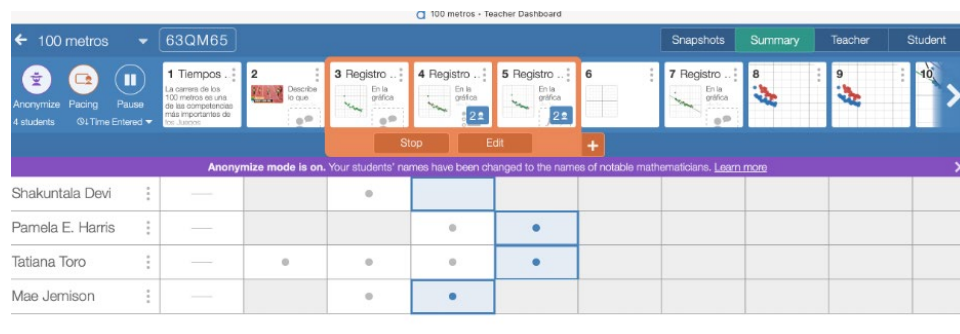 100 metros - Teacher Dashboard
100 metros
63QM65
Snapshots
Summary
Teacher
Student
Anonymize
Pacing
Pause
4 students
Time Entered
1 Tiempos ..
La carrera de los
100 metros es una
de las competencias
más importantes de
los Juegos
2
Describe
lo que
3 Registro ..
En la
gráfica
4 Registro ..
En la
gráfica
2
5 Registro ..
En la
gráfica
2
6
7 Registro ..
En la
gráfica
8
9
10
Stop
Edit
+
Anonymize mode is on. Your students' names have been changed to the names of notable mathematicians. Learn more
Shakuntala Devi
Pamela E. Harris
Tatiana Toro
Mae Jemison